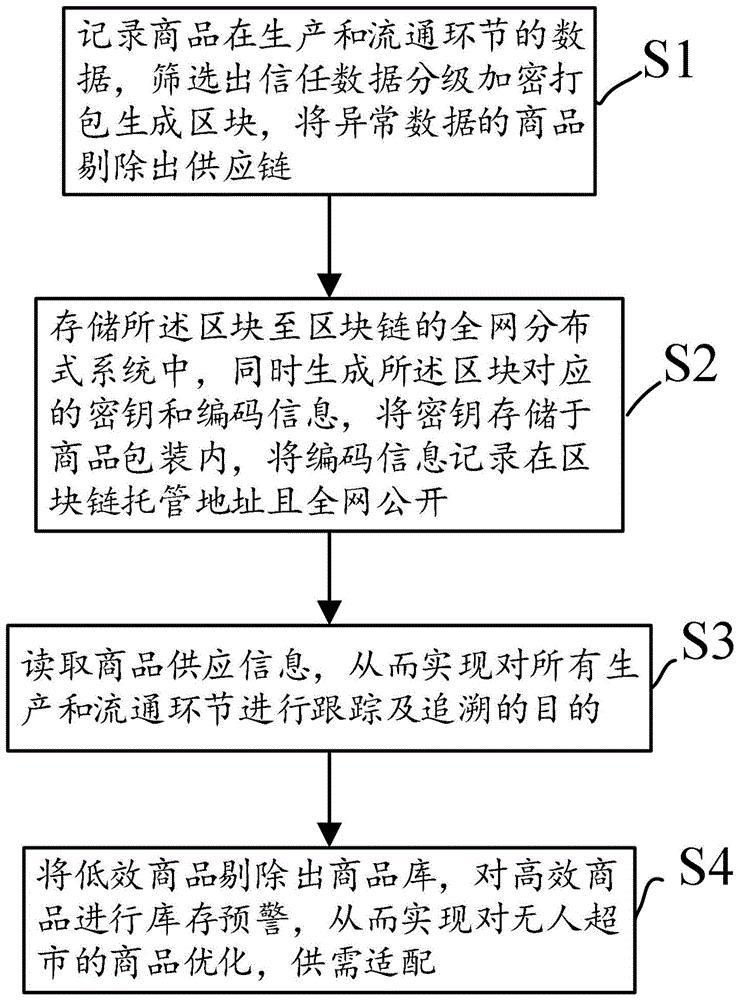 记录商品在生产和流通环节的数
据，筛选出信任数据分级加密打
包生成区块，将异常数据的商品
剔除出供应链
S1
存储所述区块至区块链的全网分布
式系统中，同时生成所述区块对应
的密钥和编码信息，将密钥存储于
商品包装内，将编码信息记录在区
块链托管地址且全网公开
S2
读取商品供应信息，从而实现对所有生
产和流通环节进行跟踪及追溯的目的
S3
将低效商品剔除出商品库，对高效商
品进行库存预警，从而实现对无人超
市的商品优化，供需适配
S4